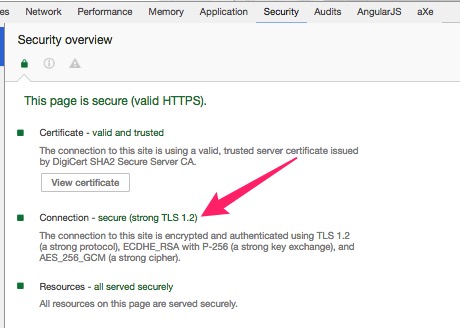 Network Performance Memory Application Security Audits AngularJS aXe
Security overview
This page is secure (valid HTTPS).
Certificate - valid and trusted
The connection to this site is using a valid, trusted server certificate issued
by DigiCert SHA2 Secure Server CA.
View certificate
Connection - secure (strong TLS 1.2)
The connection to this site is encrypted and authenticated using TLS 1.2
(a strong protocol), ECDHE_RSA with P-256 (a strong key exchange), and
AES_256_GCM (a strong cipher).
Resources - all served securely
All resources on this page are served securely.